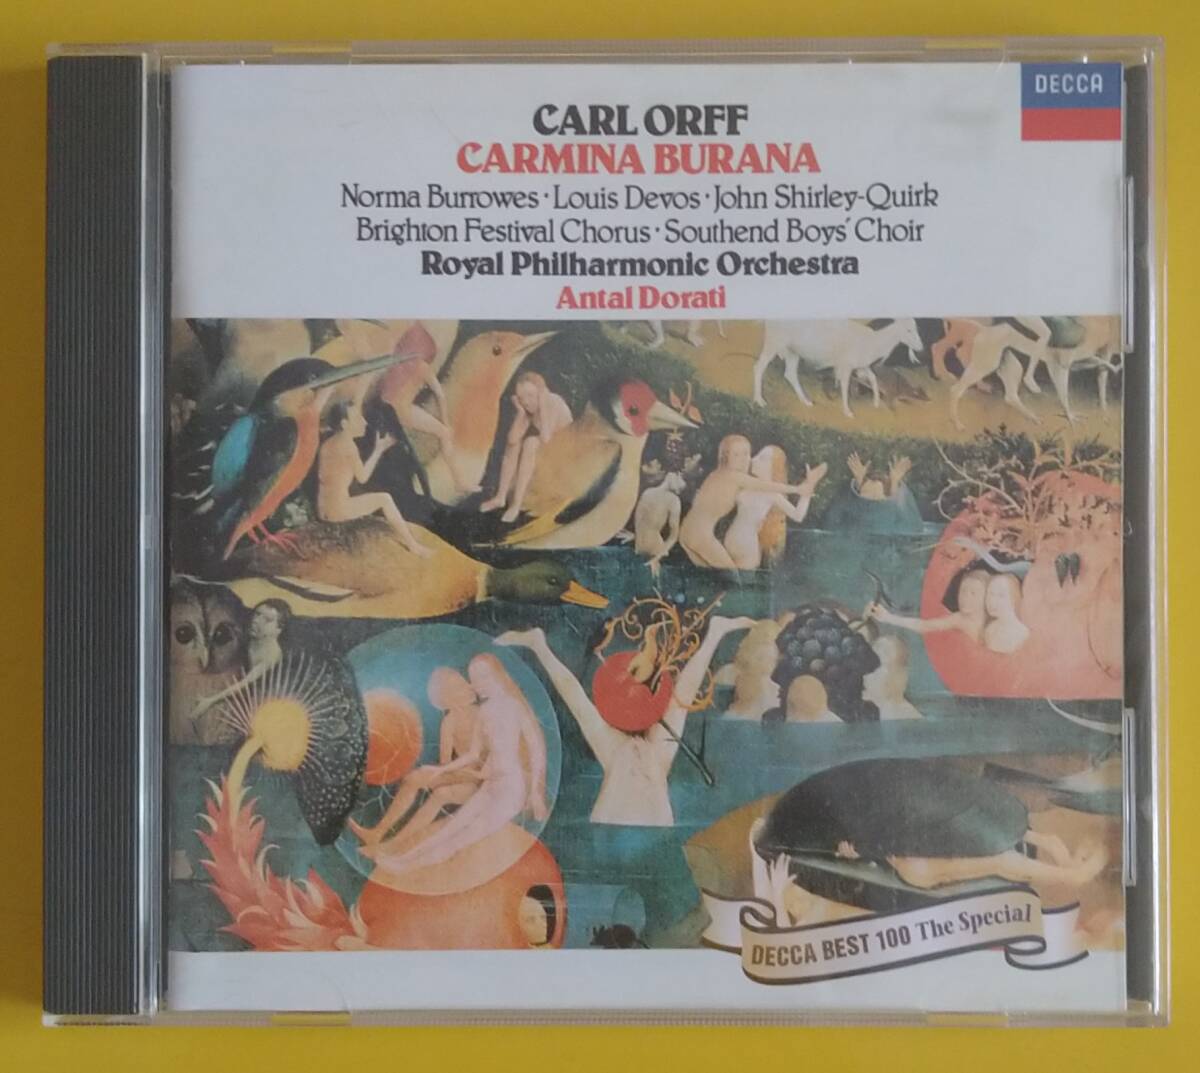 DECCA
CARL ORFF
CARMINA BURANA
Norma Burrowes · Louis Devos · John Shirley-Quirk
Brighton Festival Chorus · Southend Boys' Choir
Royal Philharmonic Orchestra
Antal Dorati
DECCA BEST 100 The Special